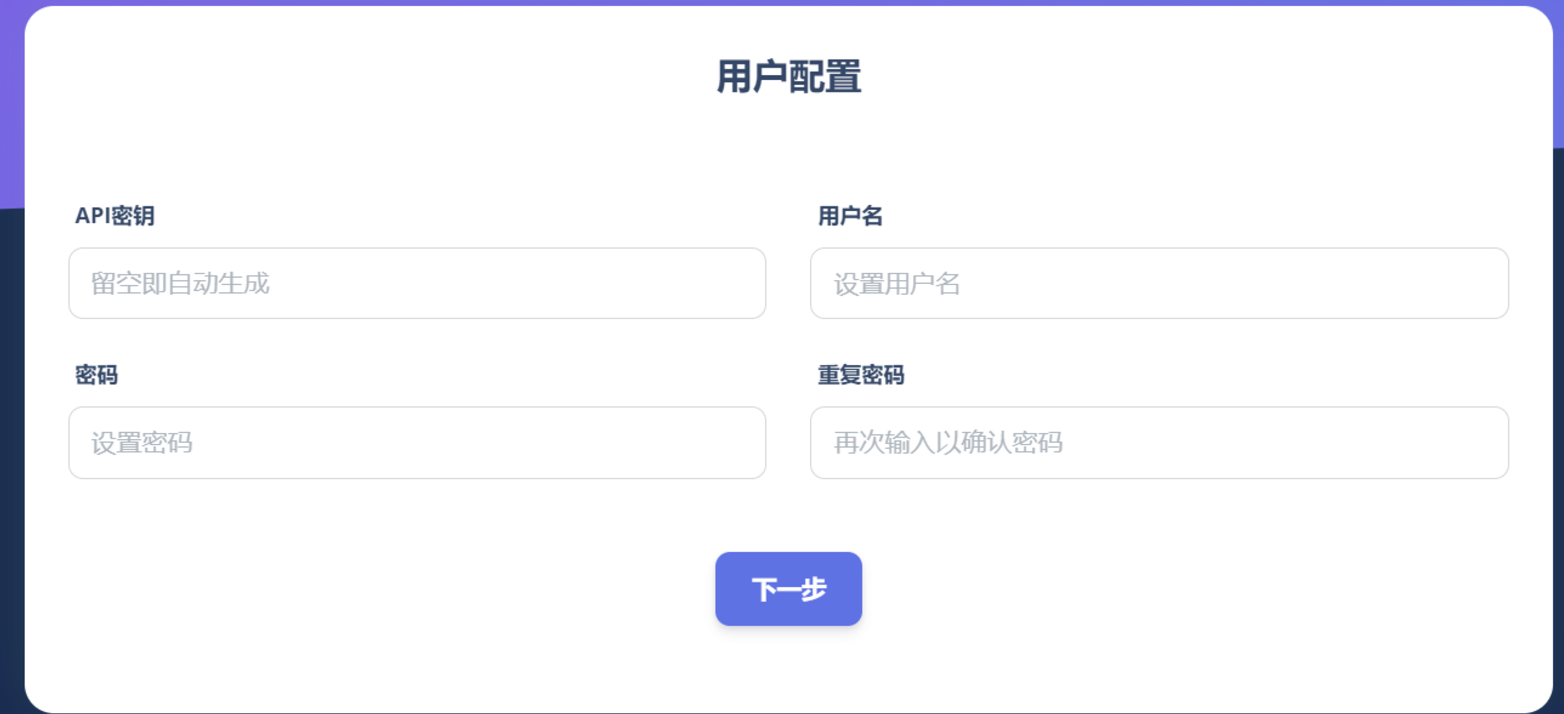 用户配置
API密钥
用户名
留空即自动生成
设置用户名
密码
重复密码
设置密码
再次输入以确认密码
下一步